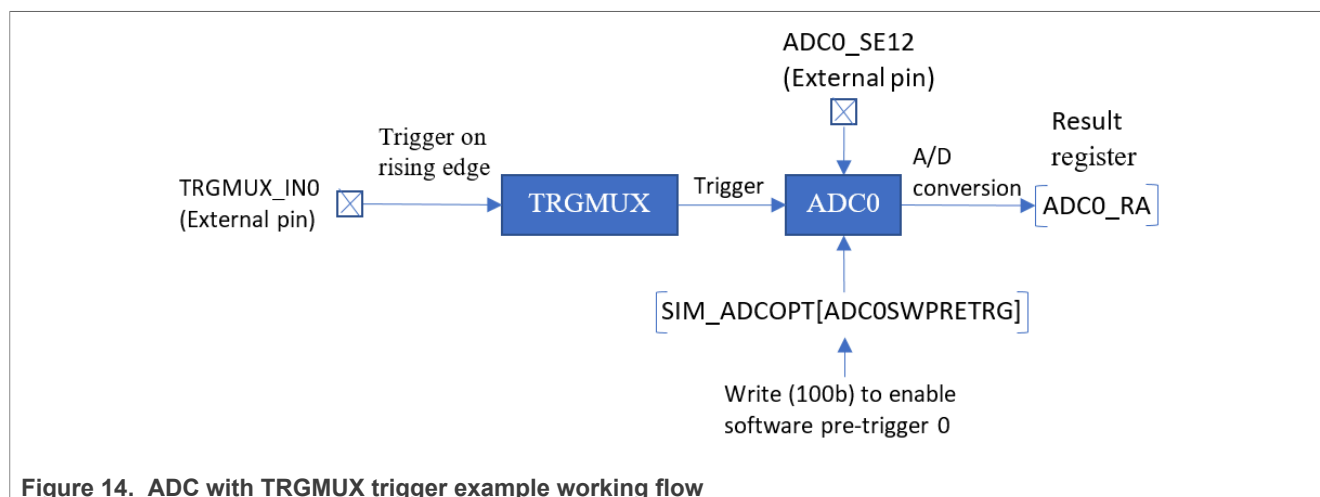 ADC0_SE12
(External pin)
Trigger on
rising edge
TRGMUX_IN0
(External pin)
TRGMUX
Trigger
ADC0
A/D
conversion
Result
register
ADC0_RA
SIM_ADCOPT[ADC0SWPRETRG]
Write (100b) to enable
software pre-trigger 0
Figure 14. ADC with TRGMUX trigger example working flow